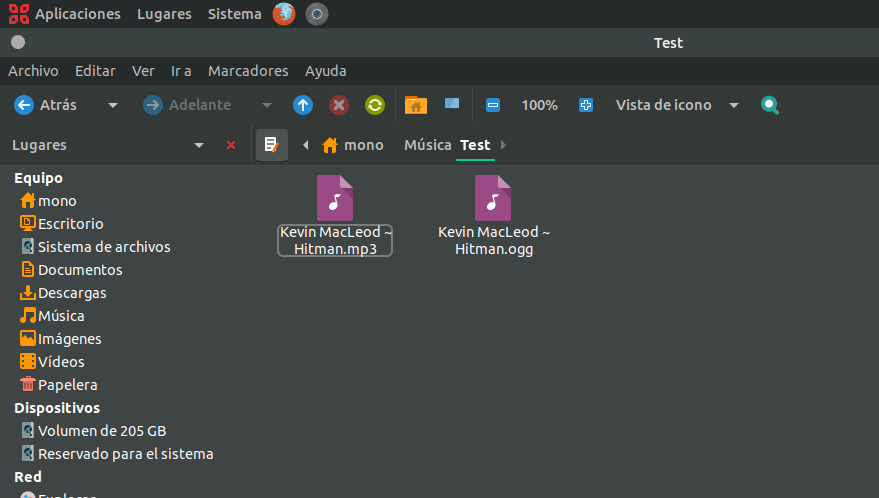 Aplicaciones Lugares Sistema
Test
Archivo Editar Ver Ir a Marcadores Ayuda
Atrás Adelante 100% Vista de icono
Lugares mono Música Test
Equipo
mono
Escritorio
Sistema de archivos
Documentos
Descargas
Música
Imágenes
Vídeos
Papelera
Dispositivos
Volumen de 205 GB
Reservado para el sistema
Red
Kevin MacLeod ~
Hitman.mp3
Kevin MacLeod ~
Hitman.ogg